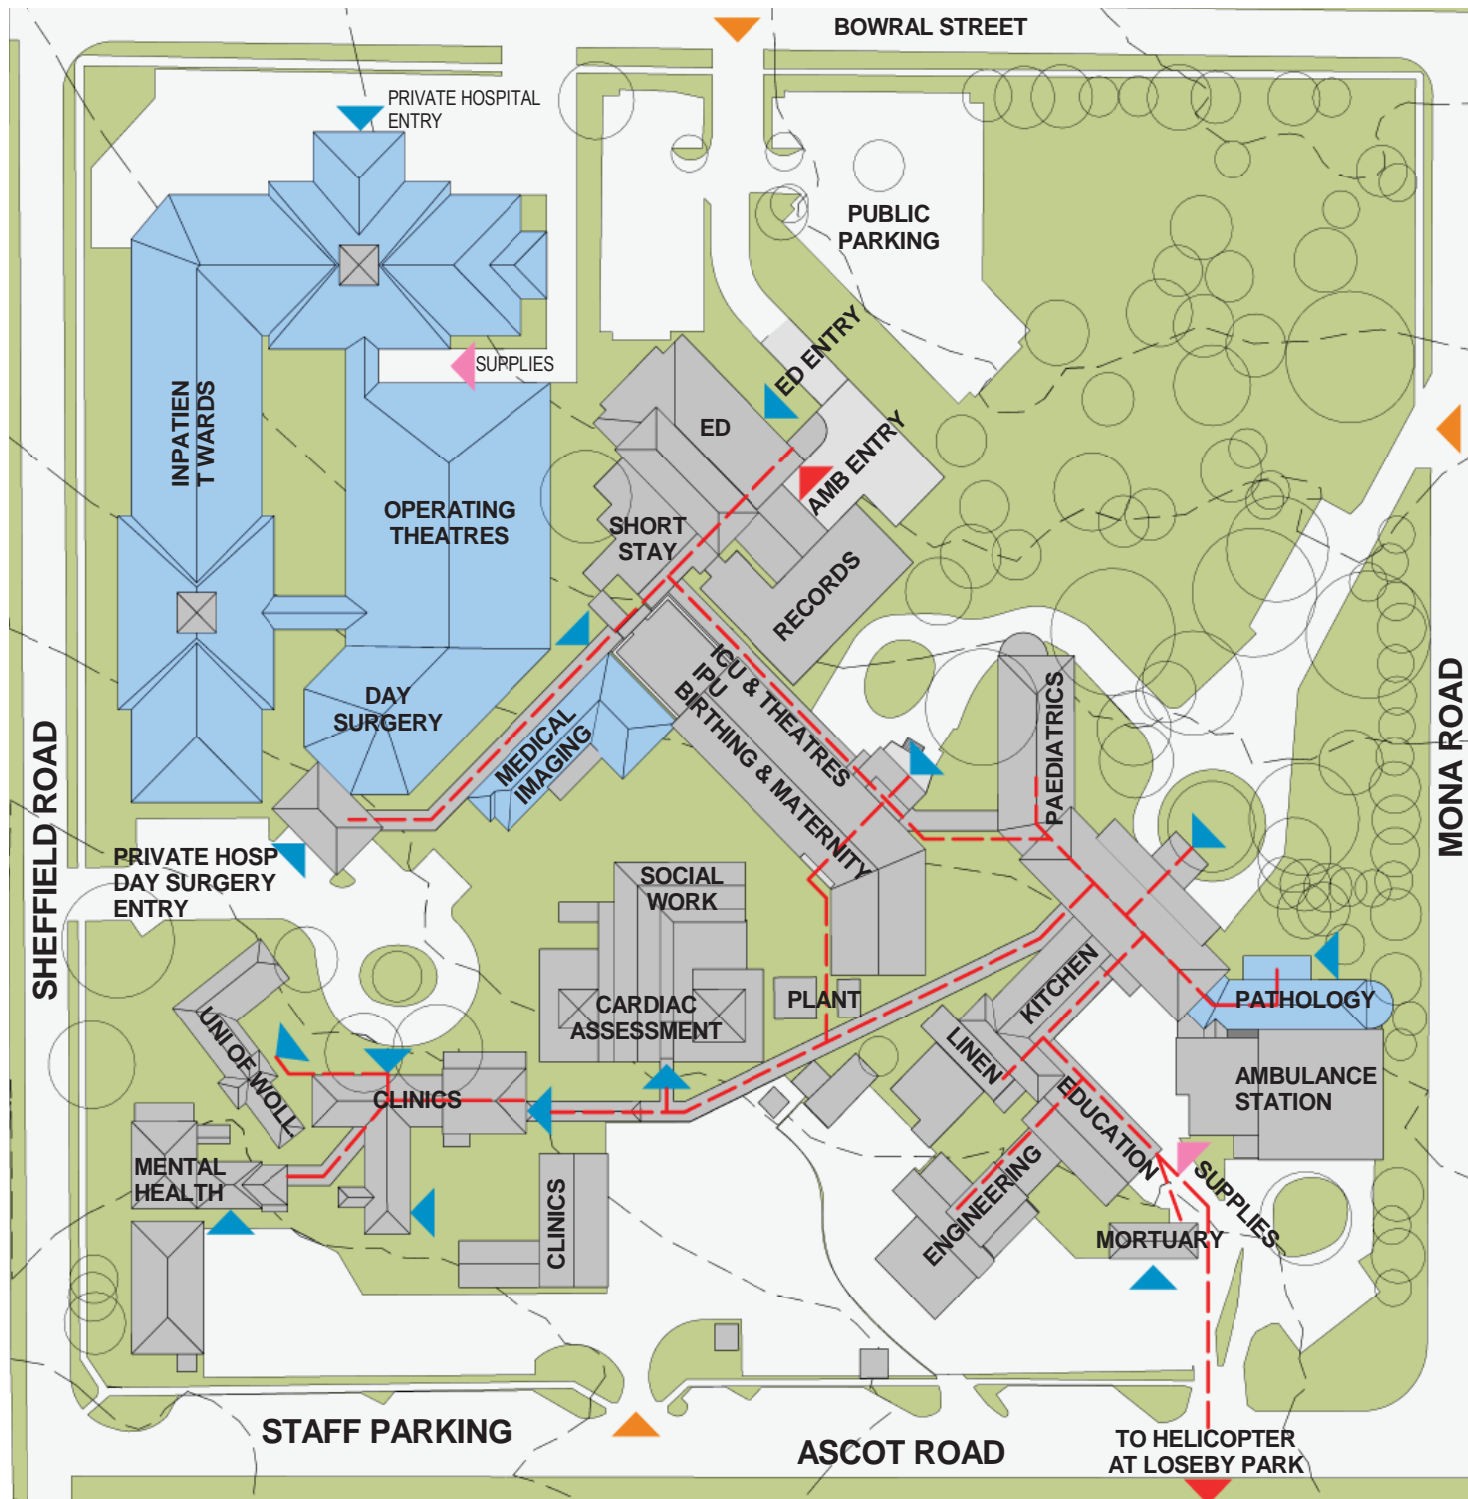 BOWRAL STREET
PRIVATE HOSPITAL
ENTRY
PUBLIC
PARKING
ED ENTRY
SUPPLIES
INPATIEN
T WARDS
ED
AMB ENTRY
OPERATING
THEATRES
SHORT
STAY
RECORDS
ICU & THEATRES
IPU
BIRTHING & MATERNITY
PAEDIATRICS
DAY
SURGERY
MEDICAL
IMAGING
SHEFFIELD ROAD
MONA ROAD
PRIVATE HOSP
DAY SURGERY
ENTRY
SOCIAL
WORK
KITCHEN
PLANT
PATHOLOGY
CARDIAC
ASSESSMENT
UNI OF WOLL.
LINEN
CLINICS
EDUCATION
AMBULANCE
STATION
MENTAL
HEALTH
CLINICS
ENGINEERING
SUPPLIES
MORTUARY
STAFF PARKING
ASCOT ROAD
TO HELICOPTER
AT LOSEBY PARK